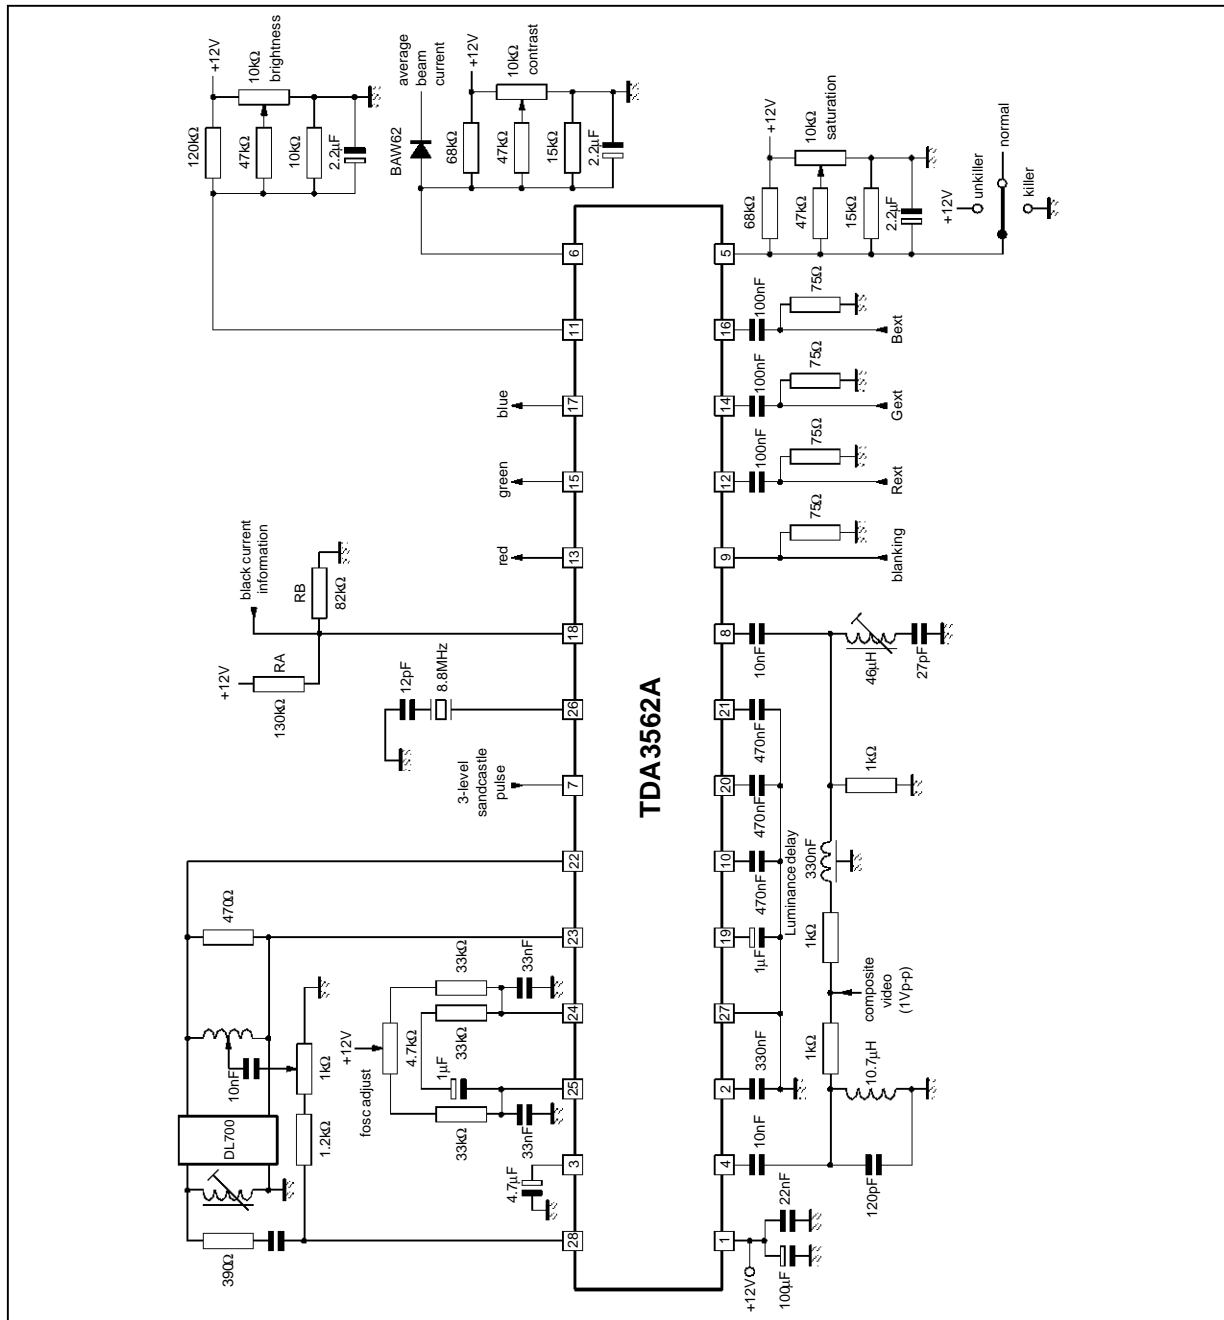 +12V
10kΩ
brightness
120kΩ
47kΩ
10kΩ
2.2µF
average
beam
current
BAW62
+12V
10kΩ
contrast
68kΩ
47kΩ
15kΩ
2.2µF
+12V
10kΩ
saturation
68kΩ
47kΩ
15kΩ
2.2µF
+12V
unkiller
normal
killer
6
5
11
16
100nF
75Ω
Bext
blue
17
14
100nF
75Ω
Gext
green
15
12
100nF
75Ω
Rext
red
13
9
75Ω
blanking
black current
information
RB
82kΩ
+12V
RA
130kΩ
18
8
10nF
46µH
27pF
12pF
8.8MHz
26
21
470nF
TDA3562A
3-level
sandcastle
pulse
7
20
470nF
1kΩ
22
10
470nF
Luminance delay
330nF
470Ω
23
19
1µF
1kΩ
33kΩ
33nF
33kΩ
24
27
composite
video
(1Vp-p)
+12V
4.7kΩ
fosc adjust
1µF
33kΩ
33nF
25
2
330nF
1kΩ
10.7µH
10nF
1kΩ
1.2kΩ
DL700
3
4.7µF
4
10nF
120pF
390Ω
28
1
22nF
+12V
100µF